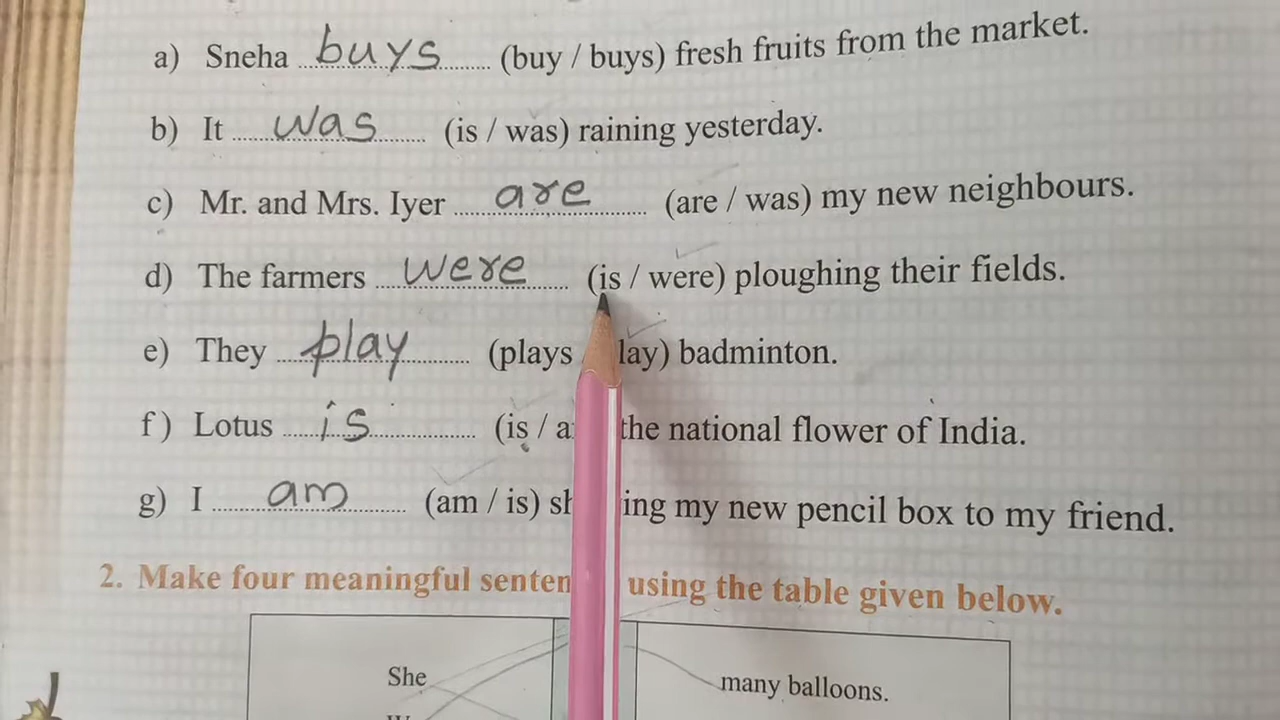 a) Sneha buys (buy / buys) fresh fruits from the market.
b) It was (is / was) raining yesterday.
c) Mr. and Mrs. Iyer are (are / was) my new neighbours.
d) The farmers were (is / were) ploughing their fields.
e) They play (plays lay) badminton.
f) Lotus is (is / a the national flower of India.
g) I am (am / is) sh ing my new pencil box to my friend.
2. Make four meaningful senten using the table given below.
She many balloons.